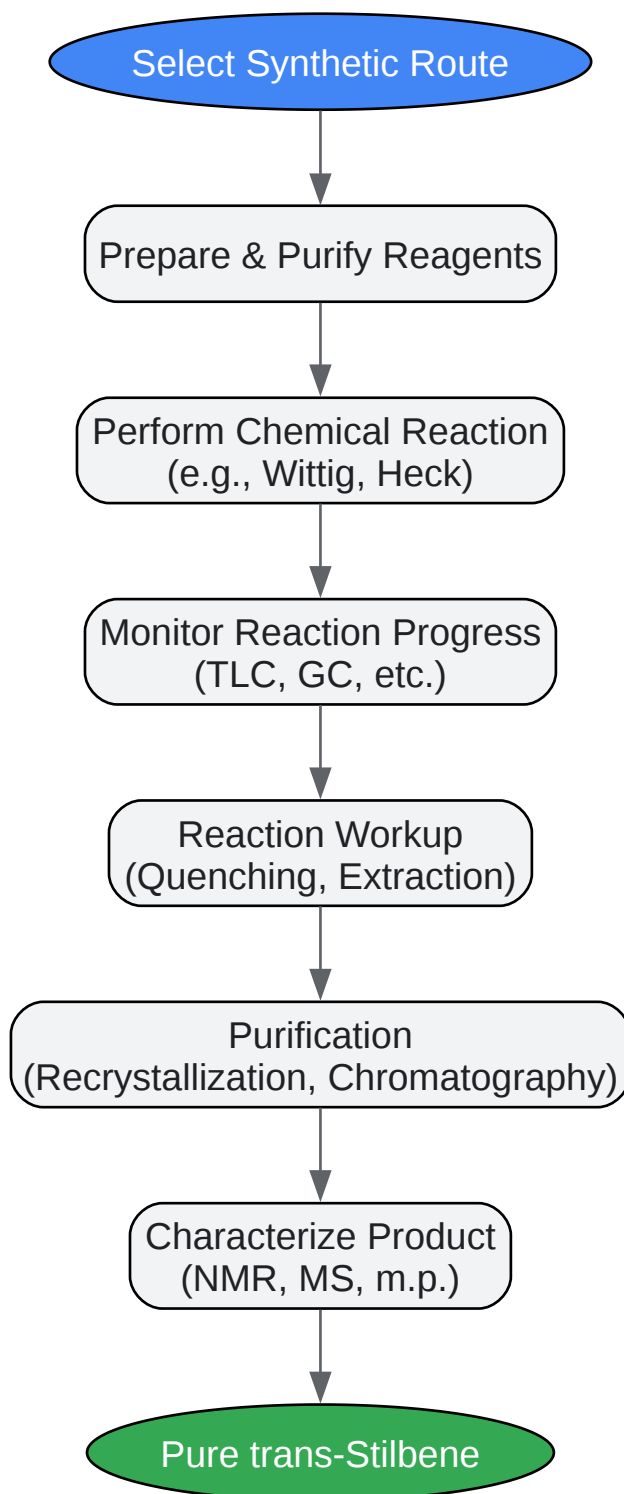 Select Synthetic Route
Prepare & Purify Reagents
Perform Chemical Reaction
(e.g., Wittig, Heck)
Monitor Reaction Progress
(TLC, GC, etc.)
Reaction Workup
(Quenching, Extraction)
Purification
(Recrystallization, Chromatography)
Characterize Product
(NMR, MS, m.p.)
Pure trans-Stilbene